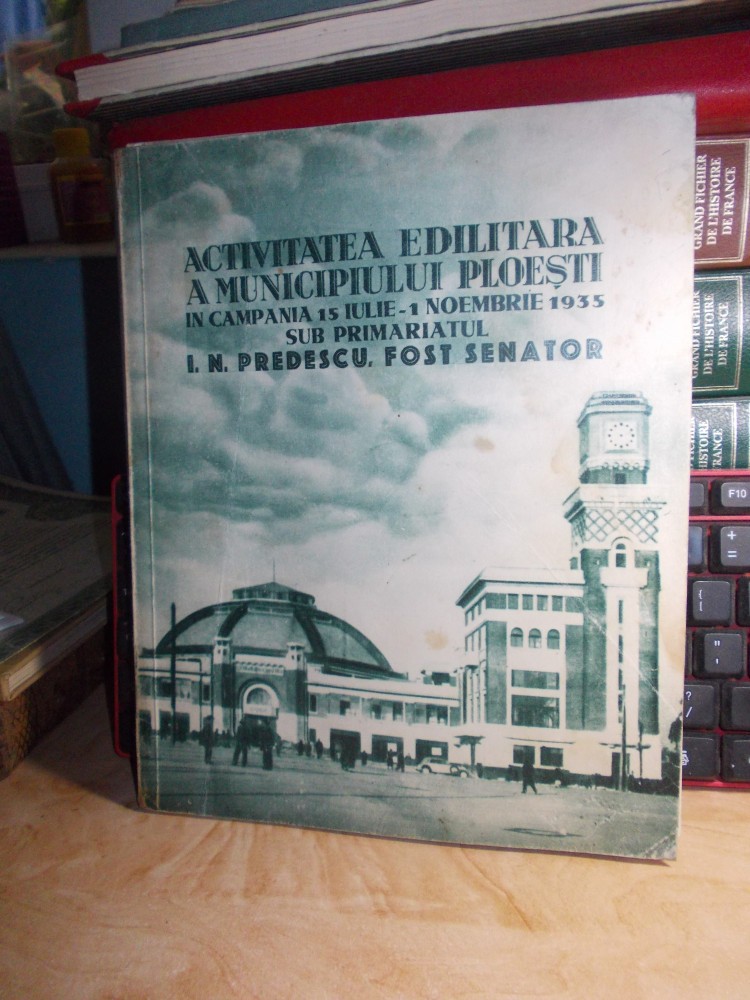 ACTIVITATEA EDILITARA
A MUNICIPIULUI PLOEȘTI
IN CAMPANIA 15 IULIE - 1 NOEMBRIE 1935
SUB PRIMARIATUL
I. N. PREDESCU, FOST SENATOR
GRAND FICHIER
DE L'HISTOIRE
DE FRANCE
GRAND FICHIER
DE L'HISTOIRE
DE FRANCE
F10
+
=
{
[
"
'
?
/